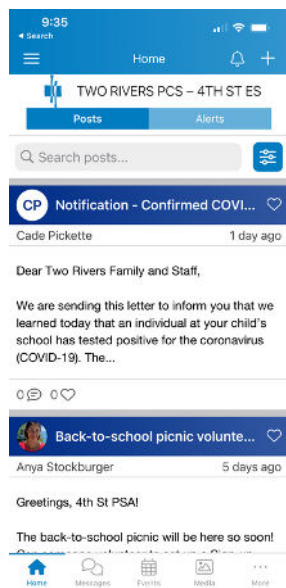 9:35
◀ Search
Home
TWO RIVERS PCS – 4TH ST ES
Posts
Alerts
Search posts...
CP
Notification - Confirmed COVI...
Cade Pickette
1 day ago
Dear Two Rivers Family and Staff,
We are sending this letter to inform you that we
learned today that an individual at your child's
school has tested positive for the coronavirus
(COVID-19). The...
0 0
Back-to-school picnic volunte...
Anya Stockburger
5 days ago
Greetings, 4th St PSA!
The back-to-school picnic will be here so soon!
Home
Messages
Events
Media
More